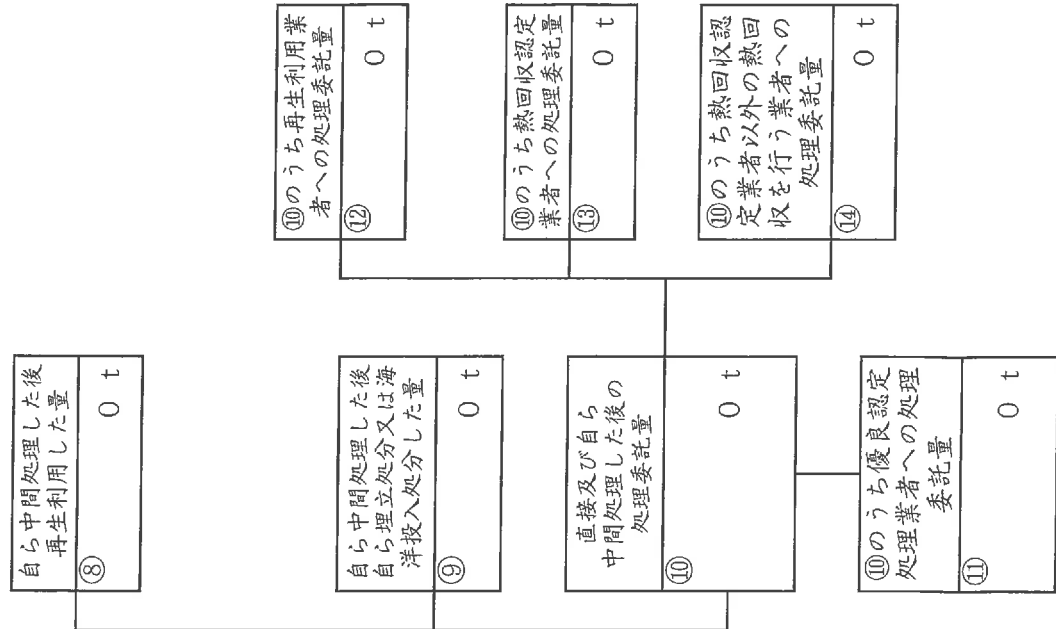 自ら中間処理した後
再生利用した量
⑧
0 t
自ら中間処理した後
自ら埋立処分又は海
洋投入処分した量
⑨
0 t
直接及び自ら
中間処理した後の
処理委託量
⑩
0 t
⑩のうち優良認定
処理業者への処理
委託量
⑪
0 t
⑩のうち再生利用業
者への処理委託量
⑫
0 t
⑩のうち熱回収認定
業者への処理委託量
⑬
0 t
⑩のうち熱回収認
定業者以外の熱回
収を行う業者への
処理委託量
⑭
0 t